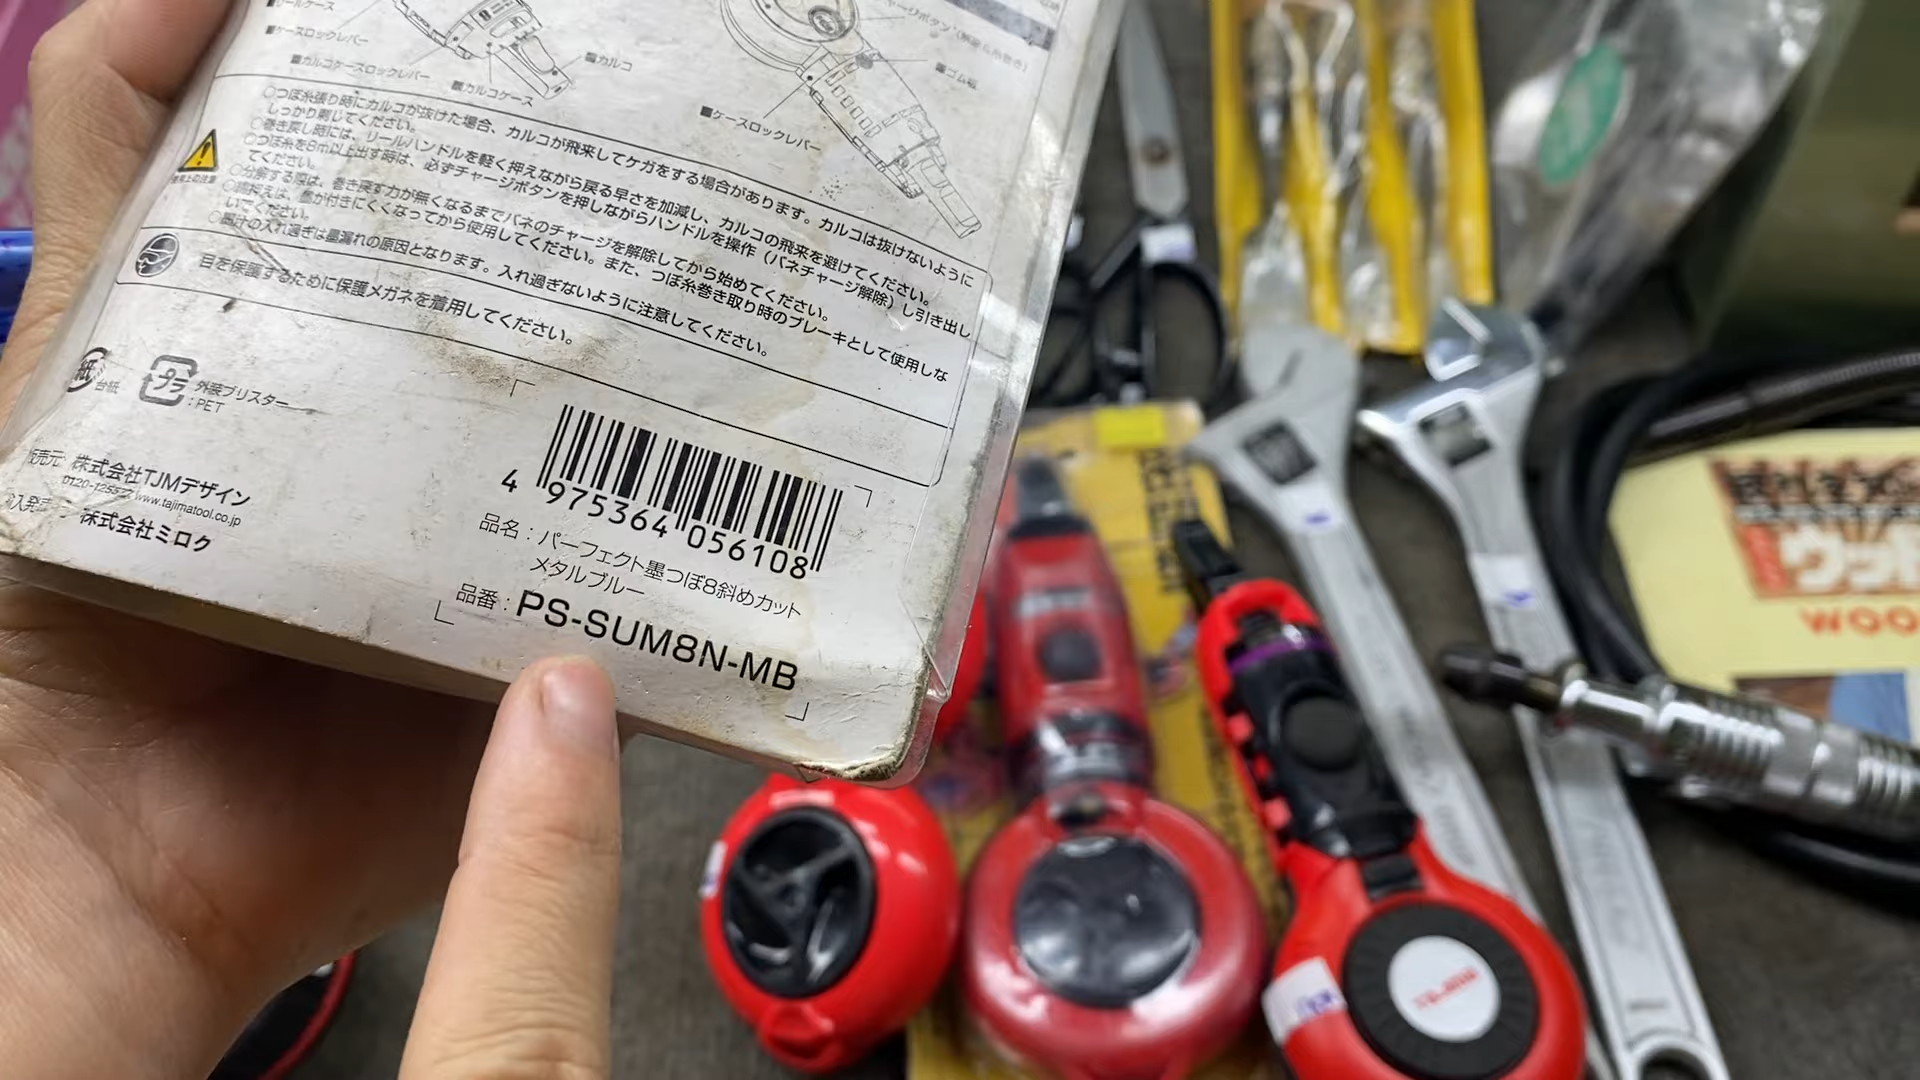 ■ケースロックレバー
■カルコケースロックレバー
■カルコケース
■カルコ
■ゴム板
■ケースロックレバー
○つぼ糸張り時にカルコが抜けた場合、カルコが飛来してケガをする場合があります。カルコは抜けないように
しっかり刺してください。
○巻き戻し時には、リールハンドルを軽く押えながら戻る早さを加減し、カルコの飛来を避けてください。
○つぼ糸を8m以上出す時は、必ずチャージボタンを押しながらハンドルを操作（バネチャージ解除）し引き出し
てください。
○分解する際は、巻き戻す力が無くなるまでバネのチャージを解除してから始めてください。
墨が付きにくくなってから使用してください。また、つぼ糸巻き取り時のブレーキとして使用しな
いでください。
○墨汁の入れ過ぎは墨漏れの原因となります。入れ過ぎないように注意してください。
使用上の注意
目を保護するために保護メガネを着用してください。
紙
台紙
プラ
外装ブリスター
:PET
販売元: 株式会社TJMデザイン
www.tajimatool.co.jp
株式会社ミロク
4 975364 056108
品名：パーフェクト墨つぼ8斜めカット
メタルブルー
品番：PS-SUM8N-MB
WOO